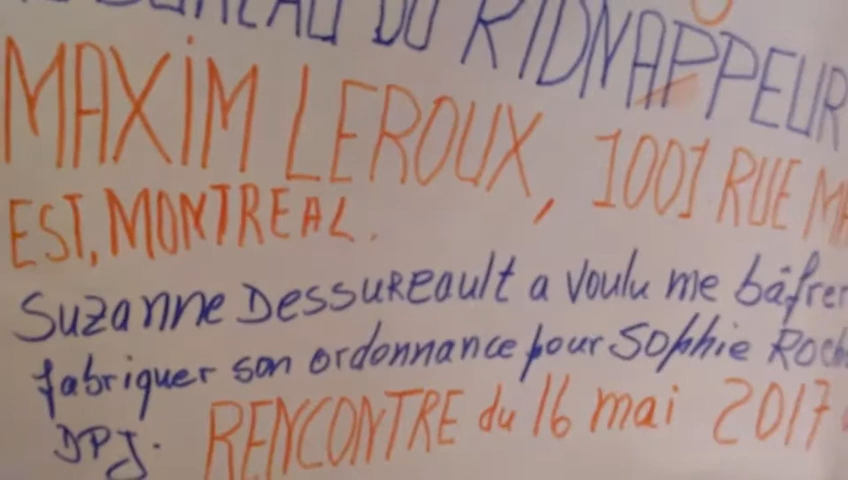 DU KIDNAPPEUR
MAXIM LEROUX, 1001 RUE
EST, MONTREAL.
Suzanne Dessureault a voulu me bâfrer
fabriquer son ordonnance pour Sophie
DPJ. RENCONTRE du 16 mai 2017